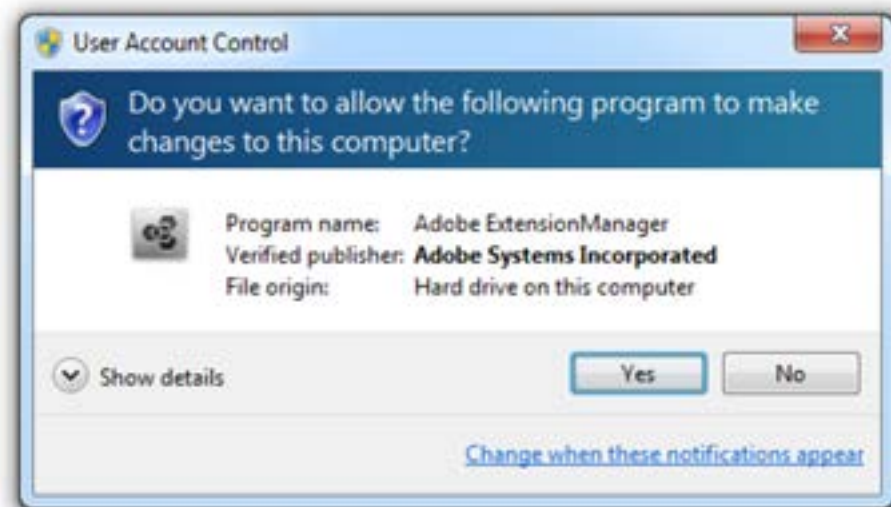 User Account Control
Do you want to allow the following program to make
changes to this computer?
Program name: Adobe ExtensionManager
Verified publisher: Adobe Systems Incorporated
File origin: Hard drive on this computer
Show details
Yes
No
Change when these notifications appear